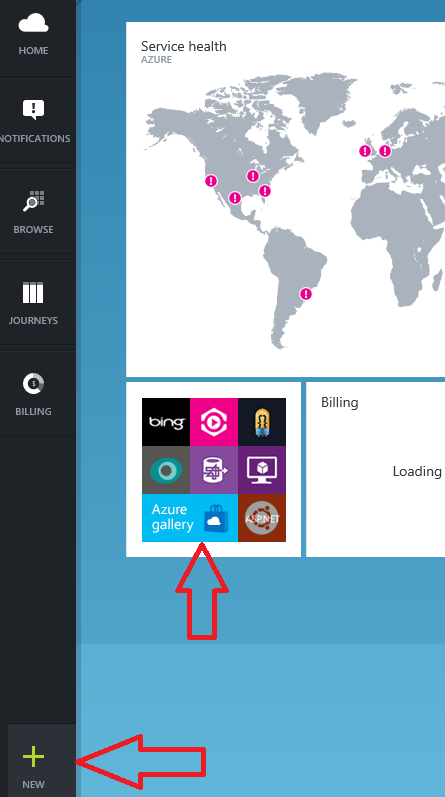 HOME
NOTIFICATIONS
BROWSE
JOURNEYS
BILLING
NEW
Service health
AZURE
bing
Azure
gallery
ASP.NET
Billing
Loading